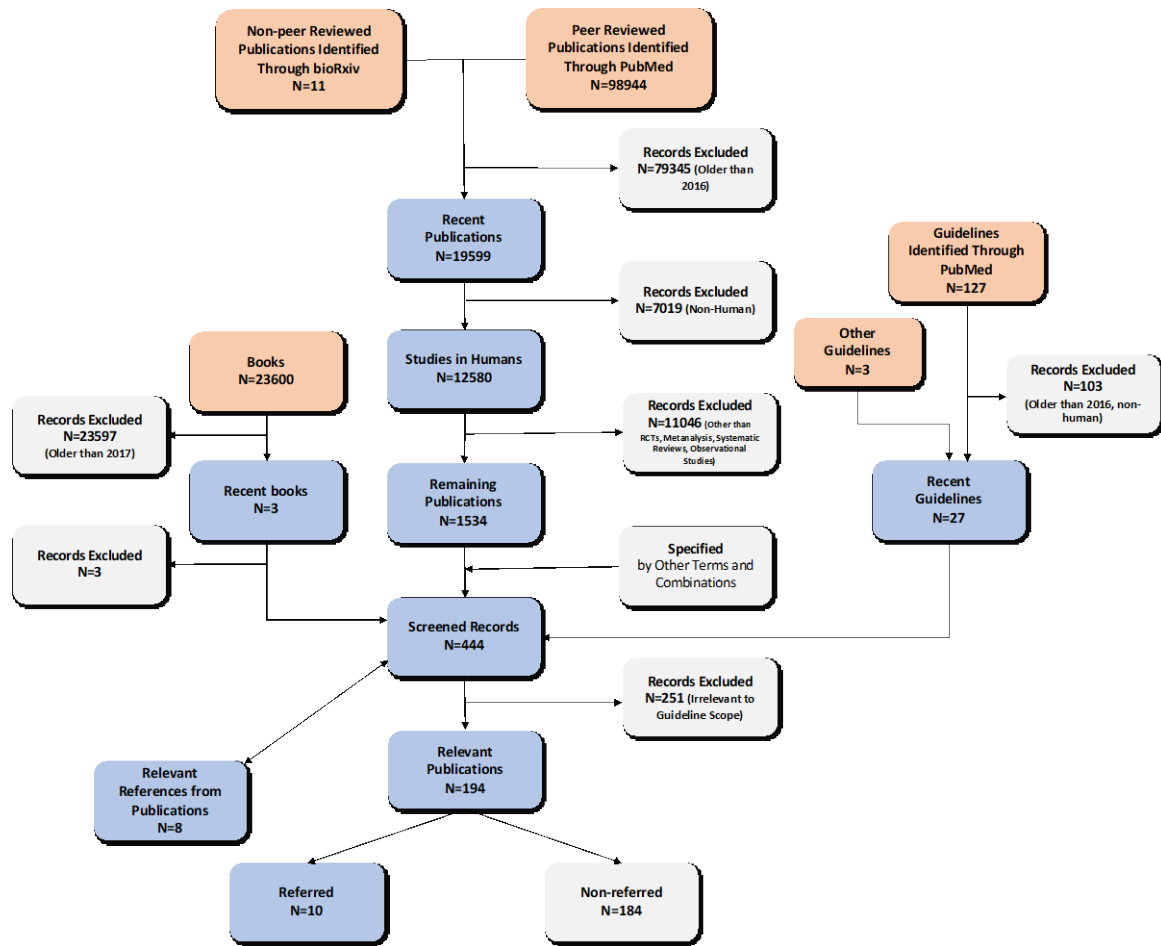 Non-peer Reviewed
Publications Identified
Through bioRxiv
N=11
Peer Reviewed
Publications Identified
Through PubMed
N=98944
Records Excluded
N=79345 (Older than
2016)
Recent
Publications
N=19599
Guidelines
Identified Through
PubMed
N=127
Records Excluded
N=7019 (Non-Human)
Other
Guidelines
N=3
Books
N=23600
Studies in Humans
N=12580
Records Excluded
N=103
(Older than 2016, non-
human)
Records Excluded
N=23597
(Older than 2017)
Records Excluded
N=11046 (Other than
RCTs, Metanalysis, Systematic
Reviews, Observational
Studies)
Recent books
N=3
Remaining
Publications
N=1534
Recent
Guidelines
N=27
Records Excluded
N=3
Specified
by Other Terms and
Combinations
Screened Records
N=444
Records Excluded
N=251 (Irrelevant to
Guideline Scope)
Relevant
Publications
N=194
Relevant
References from
Publications
N=8
Referred
N=10
Non-referred
N=184